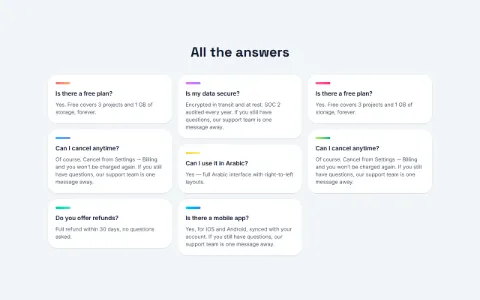 All the answers
Is there a free plan?
Yes. Free covers 3 projects and 1 GB of
storage, forever.
Can I cancel anytime?
Of course. Cancel from Settings → Billing
and you won't be charged again. If you still
have questions, our support team is one
message away.
Do you offer refunds?
Full refund within 30 days, no questions
asked.
Is my data secure?
Encrypted in transit and at rest, SOC 2
audited every year. If you still have
questions, our support team is one
message away.
Can I use it in Arabic?
Yes — full Arabic interface with right-to-left
layouts.
Is there a mobile app?
Yes, for iOS and Android, synced with your
account. If you still have questions, our
support team is one message away.
Is there a free plan?
Yes. Free covers 3 projects and 1 GB of
storage, forever.
Can I cancel anytime?
Of course. Cancel from Settings → Billing
and you won't be charged again. If you still
have questions, our support team is one
message away.